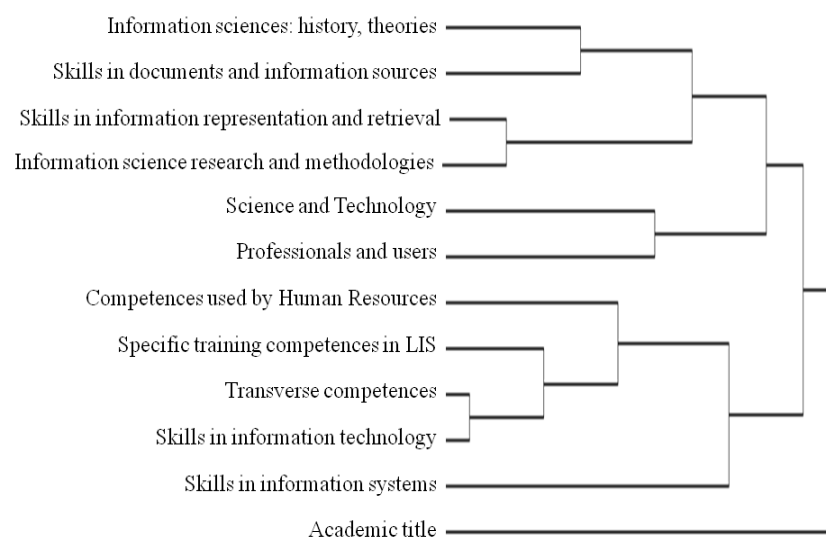 Information sciences: history, theories
Skills in documents and information sources
Skills in information representation and retrieval
Information science research and methodologies
Science and Technology
Professionals and users
Competences used by Human Resources
Specific training competences in LIS
Transverse competences
Skills in information technology
Skills in information systems
Academic title